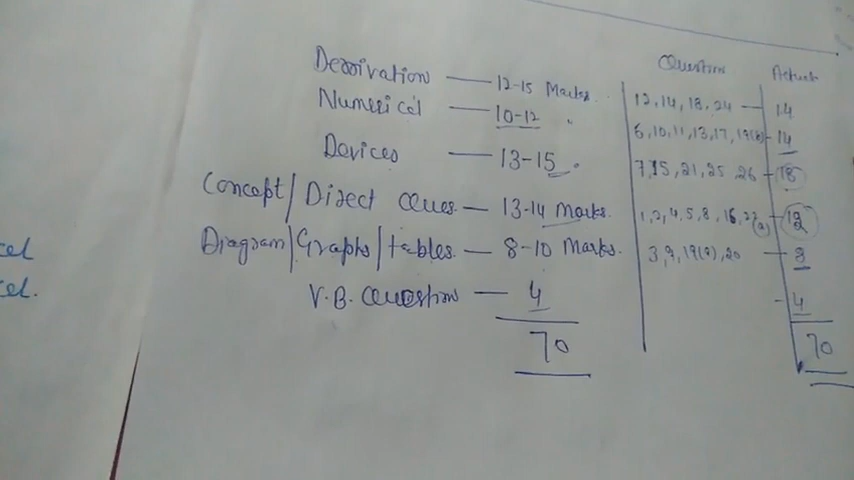 Question Actual
Derivation — 12-15 Marks. 12, 14, 18, 24 — 14
Numerical — 10-12 " 6, 10, 11, 13, 17, 19(b) - 14
Devices — 13-15. 7, 15, 21, 25, 26 - 18
Concept/Direct Ques. — 13-14 Marks. 1, 2, 4, 5, 8, 16, 22(a) - 12
Diagram/Graphs/tables. — 8-10 Marks. 3, 9, 19(a), 20 — 8
V.B. Question — 4 - 4
70 70
cel
cel.